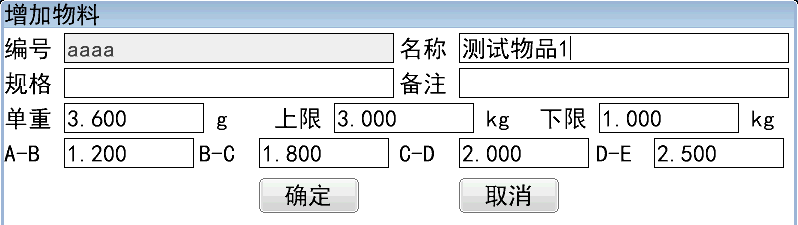 增加物料
编号 aaaa 名称 测试物品1
规格 备注
单重 3.600 g 上限 3.000 kg 下限 1.000 kg
A-B 1.200 B-C 1.800 C-D 2.000 D-E 2.500
确定 取消